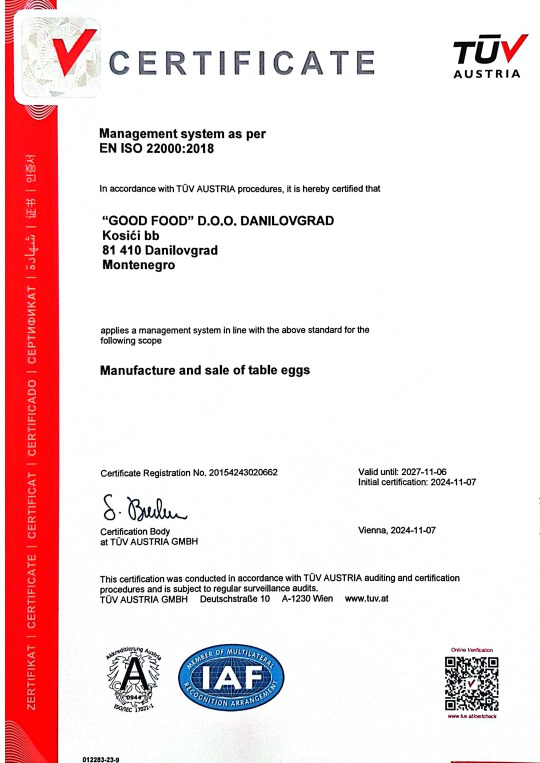 CERTIFICATE
TÜV
AUSTRIA
Management system as per
EN ISO 22000:2018
In accordance with TÜV AUSTRIA procedures, it is hereby certified that
“GOOD FOOD” D.O.O. DANILOVGRAD
Kosići bb
81 410 Danilovgrad
Montenegro
applies a management system in line with the above standard for the
following scope
Manufacture and sale of table eggs
Certificate Registration No. 20154243020662
Valid until: 2027-11-06
Initial certification: 2024-11-07
Certification Body
at TÜV AUSTRIA GMBH
Vienna, 2024-11-07
This certification was conducted in accordance with TÜV AUSTRIA auditing and certification
procedures and is subject to regular surveillance audits.
TÜV AUSTRIA GMBH Deutschstraße 10 A-1230 Wien www.tuv.at
Akkreditierung Austria
A
0944
ISO/IEC 17021-1
MEMBER OF MULTILATERAL
IAF
RECOGNITION ARRANGEMENT
Online Verification
www.tuv.at/certcheck
012283-23-9
ZERTIFIKAT | CERTIFICATE | CERTIFICAT | CERTIFICADO | СЕРТИФИКАТ | شهادة | 证书 | 인증서